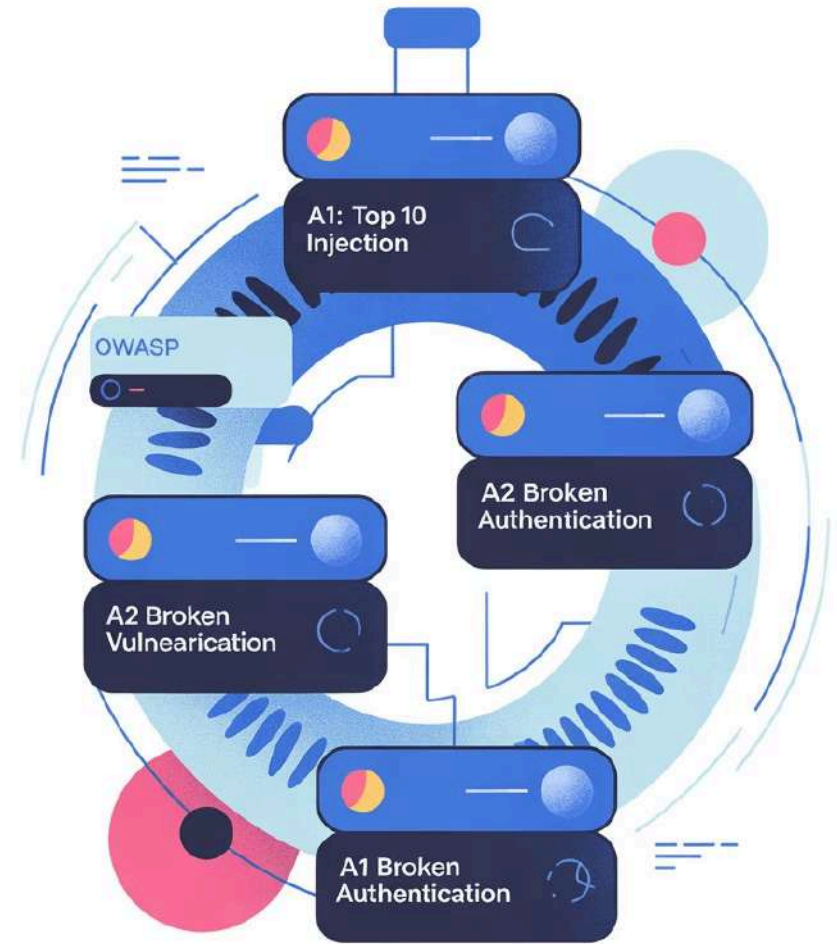 A1: Top 10
Injection
OWASP
A2 Broken
Authentication
A2 Broken
Vulnearication
A1 Broken
Authentication